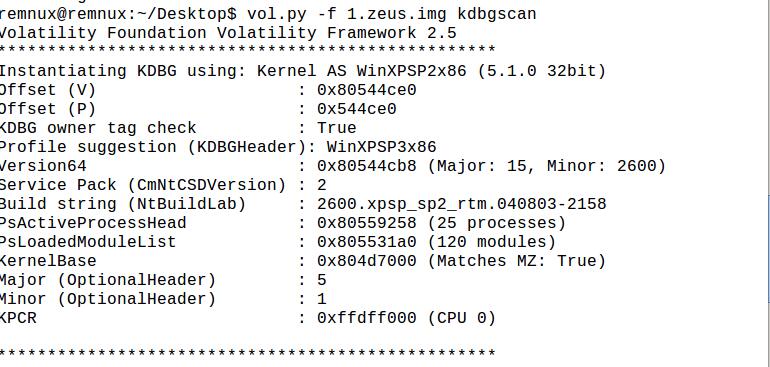 remnux@remnux:~/Desktop$ vol.py -f 1.zeus.img kdbgscan
Volatility Foundation Volatility Framework 2.5
**************************************************
Instantiating KDBG using: Kernel AS WinXPSP2x86 (5.1.0 32bit)
Offset (V)                    : 0x80544ce0
Offset (P)                    : 0x544ce0
KDBG owner tag check          : True
Profile suggestion (KDBGHeader): WinXPSP3x86
Version64                     : 0x80544cb8 (Major: 15, Minor: 2600)
Service Pack (CmNtCSDVersion) : 2
Build string (NtBuildLab)     : 2600.xpsp_sp2_rtm.040803-2158
PsActiveProcessHead           : 0x80559258 (25 processes)
PsLoadedModuleList            : 0x805531a0 (120 modules)
KernelBase                    : 0x804d7000 (Matches MZ: True)
Major (OptionalHeader)        : 5
Minor (OptionalHeader)        : 1
KPCR                          : 0xffdff000 (CPU 0)
**************************************************